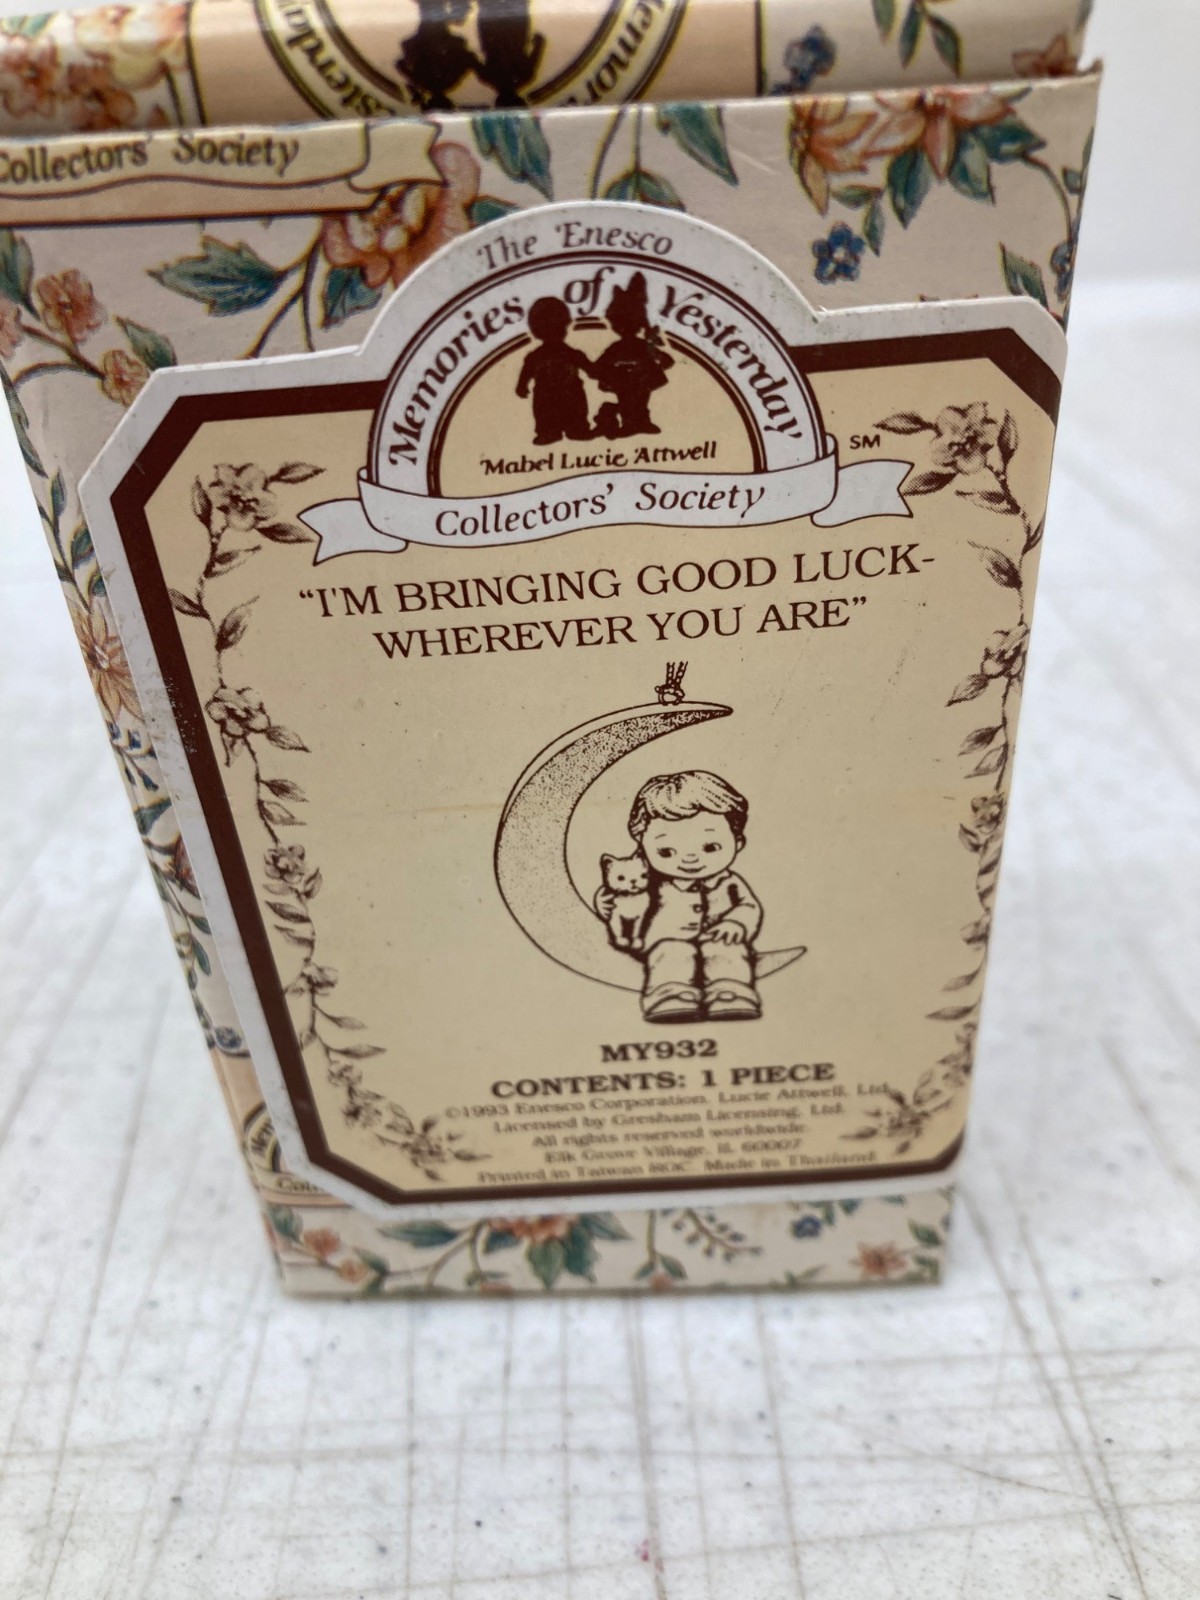 Collectors' Society
The Enesco
Memories of Yesterday
Mabel Lucie Attwell
SM
Collectors' Society
"I'M BRINGING GOOD LUCK-
WHEREVER YOU ARE"
MY932
CONTENTS: 1 PIECE
©1993 Enesco Corporation. Lucie Attwell, Ltd.
Licensed by Gresham Licensing, Ltd.
All rights reserved worldwide.
Elk Grove Village, IL 60007
Printed in Taiwan ROC. Made in Thailand